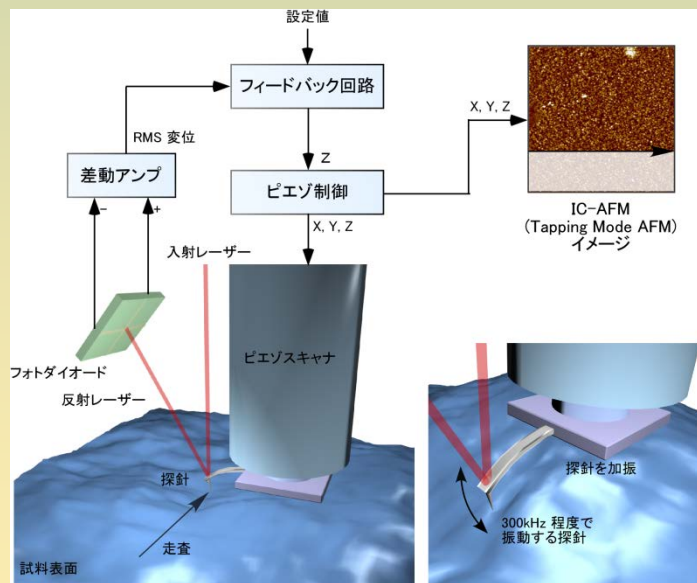 設定値
フィードバック回路
X, Y, Z
RMS 変位
Z
差動アンプ
ピエゾ制御
IC-AFM
(Tapping Mode AFM)
イメージ
-
+
X, Y, Z
入射レーザー
ピエゾスキャナ
フォトダイオード
反射レーザー
探針
探針を加振
300kHz 程度で
振動する探針
走査
試料表面